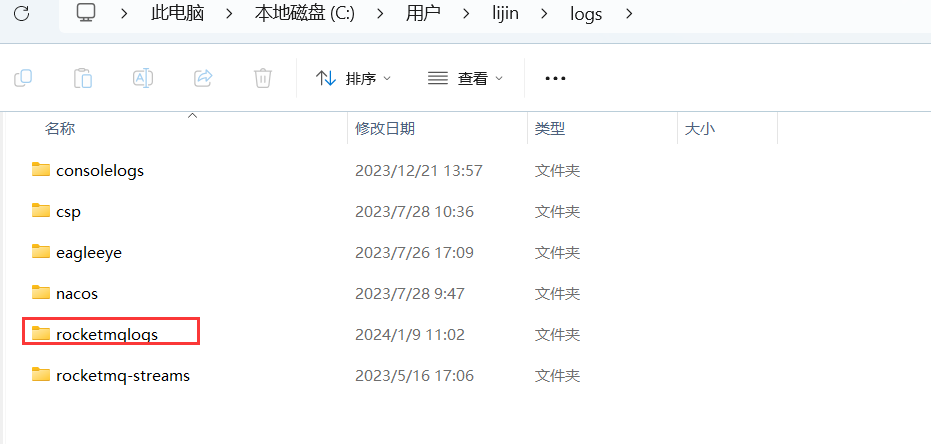 此电脑 > 本地磁盘 (C:) > 用户 > lijin > logs >
排序 查看 •••
名称 修改日期 类型 大小
consolelogs 2023/12/21 13:57 文件夹
csp 2023/7/28 10:36 文件夹
eagleeye 2023/7/26 17:09 文件夹
nacos 2023/7/28 9:47 文件夹
rocketmqlogs 2024/1/9 11:02 文件夹
rocketmq-streams 2023/5/16 17:06 文件夹